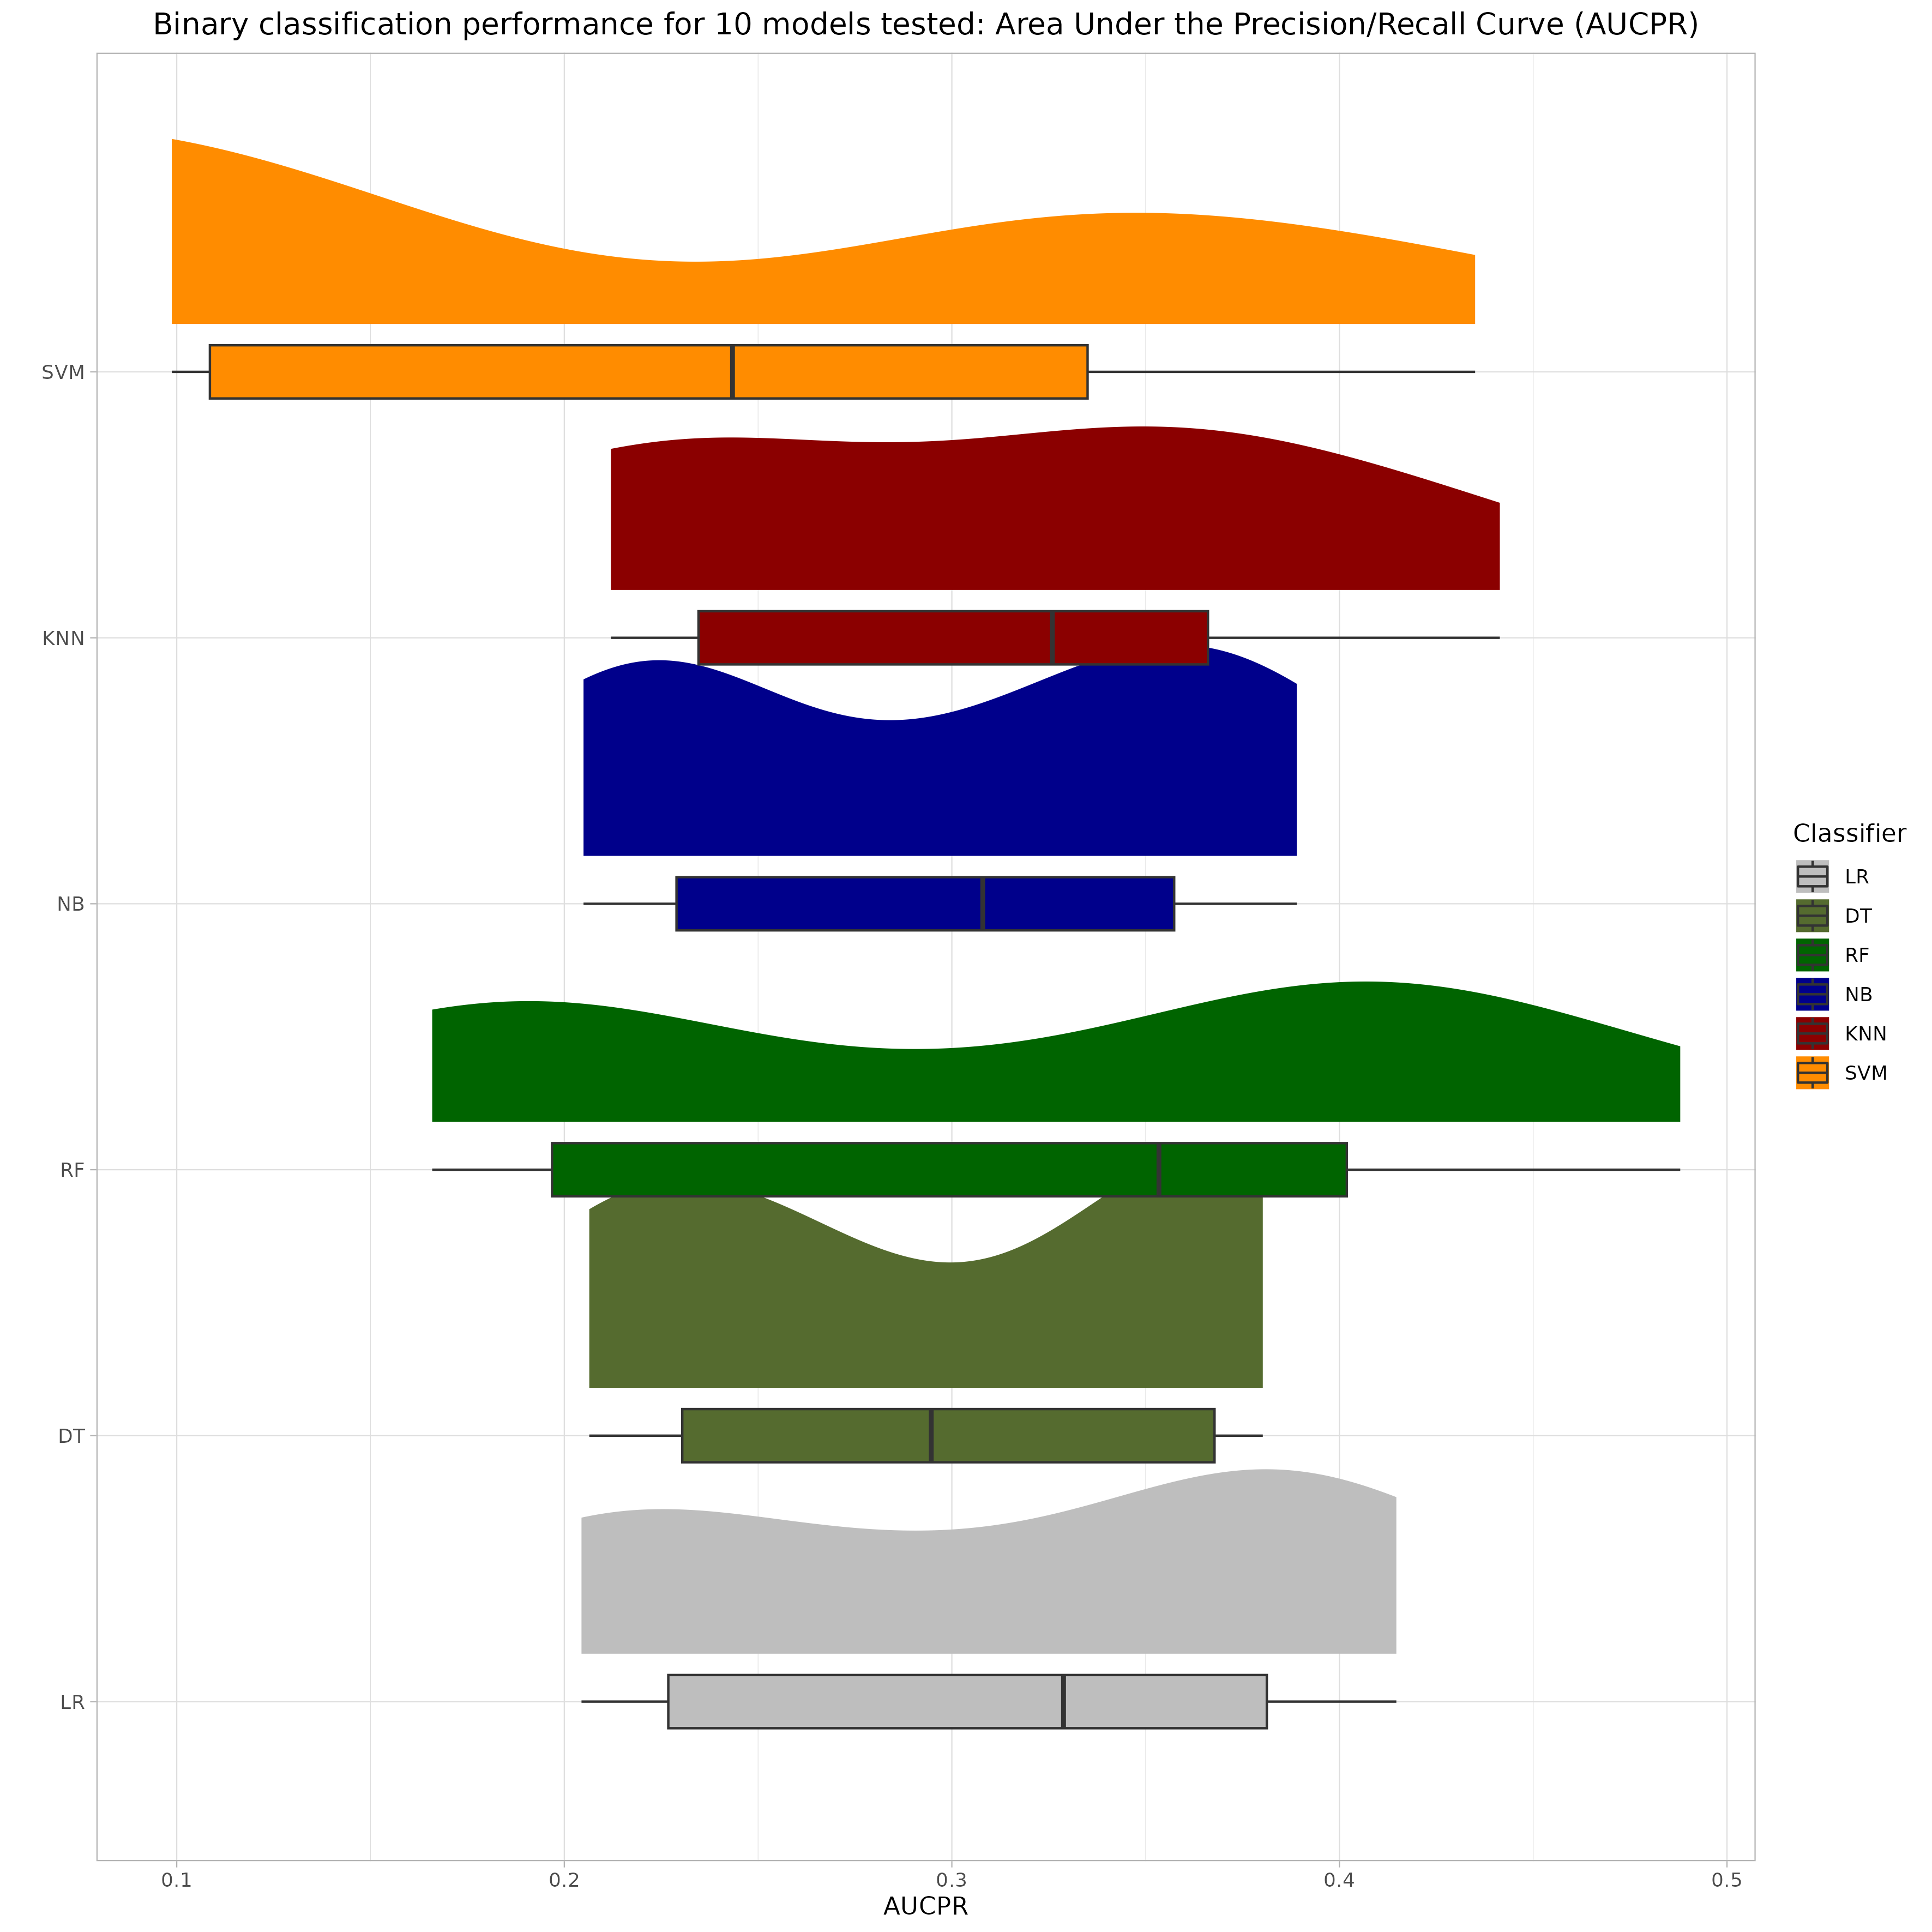 Binary classification performance for 10 models tested: Area Under the Precision/Recall Curve (AUCPR)
SVM
KNN
NB
RF
DT
LR
0.1 0.2 0.3 0.4 0.5
AUCPR
Classifier
LR
DT
RF
NB
KNN
SVM